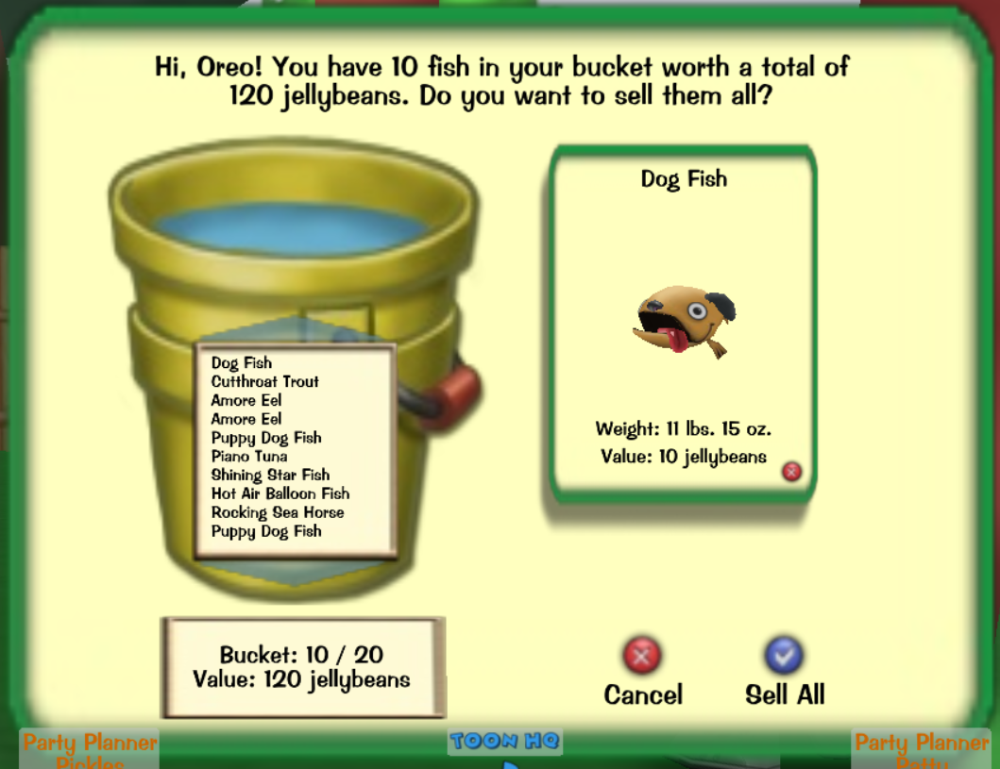 Hi, Oreo! You have 10 fish in your bucket worth a total of
120 jellybeans. Do you want to sell them all?
Dog Fish
Weight: 11 lbs. 15 oz.
Value: 10 jellybeans
Dog Fish
Cutthroat Trout
Amore Eel
Amore Eel
Puppy Dog Fish
Piano Tuna
Shining Star Fish
Hot Air Balloon Fish
Rocking Sea Horse
Puppy Dog Fish
Bucket: 10 / 20
Value: 120 jellybeans
Cancel
Sell All
Party Planner
Pickles
TOON HQ
Party Planner
Patty